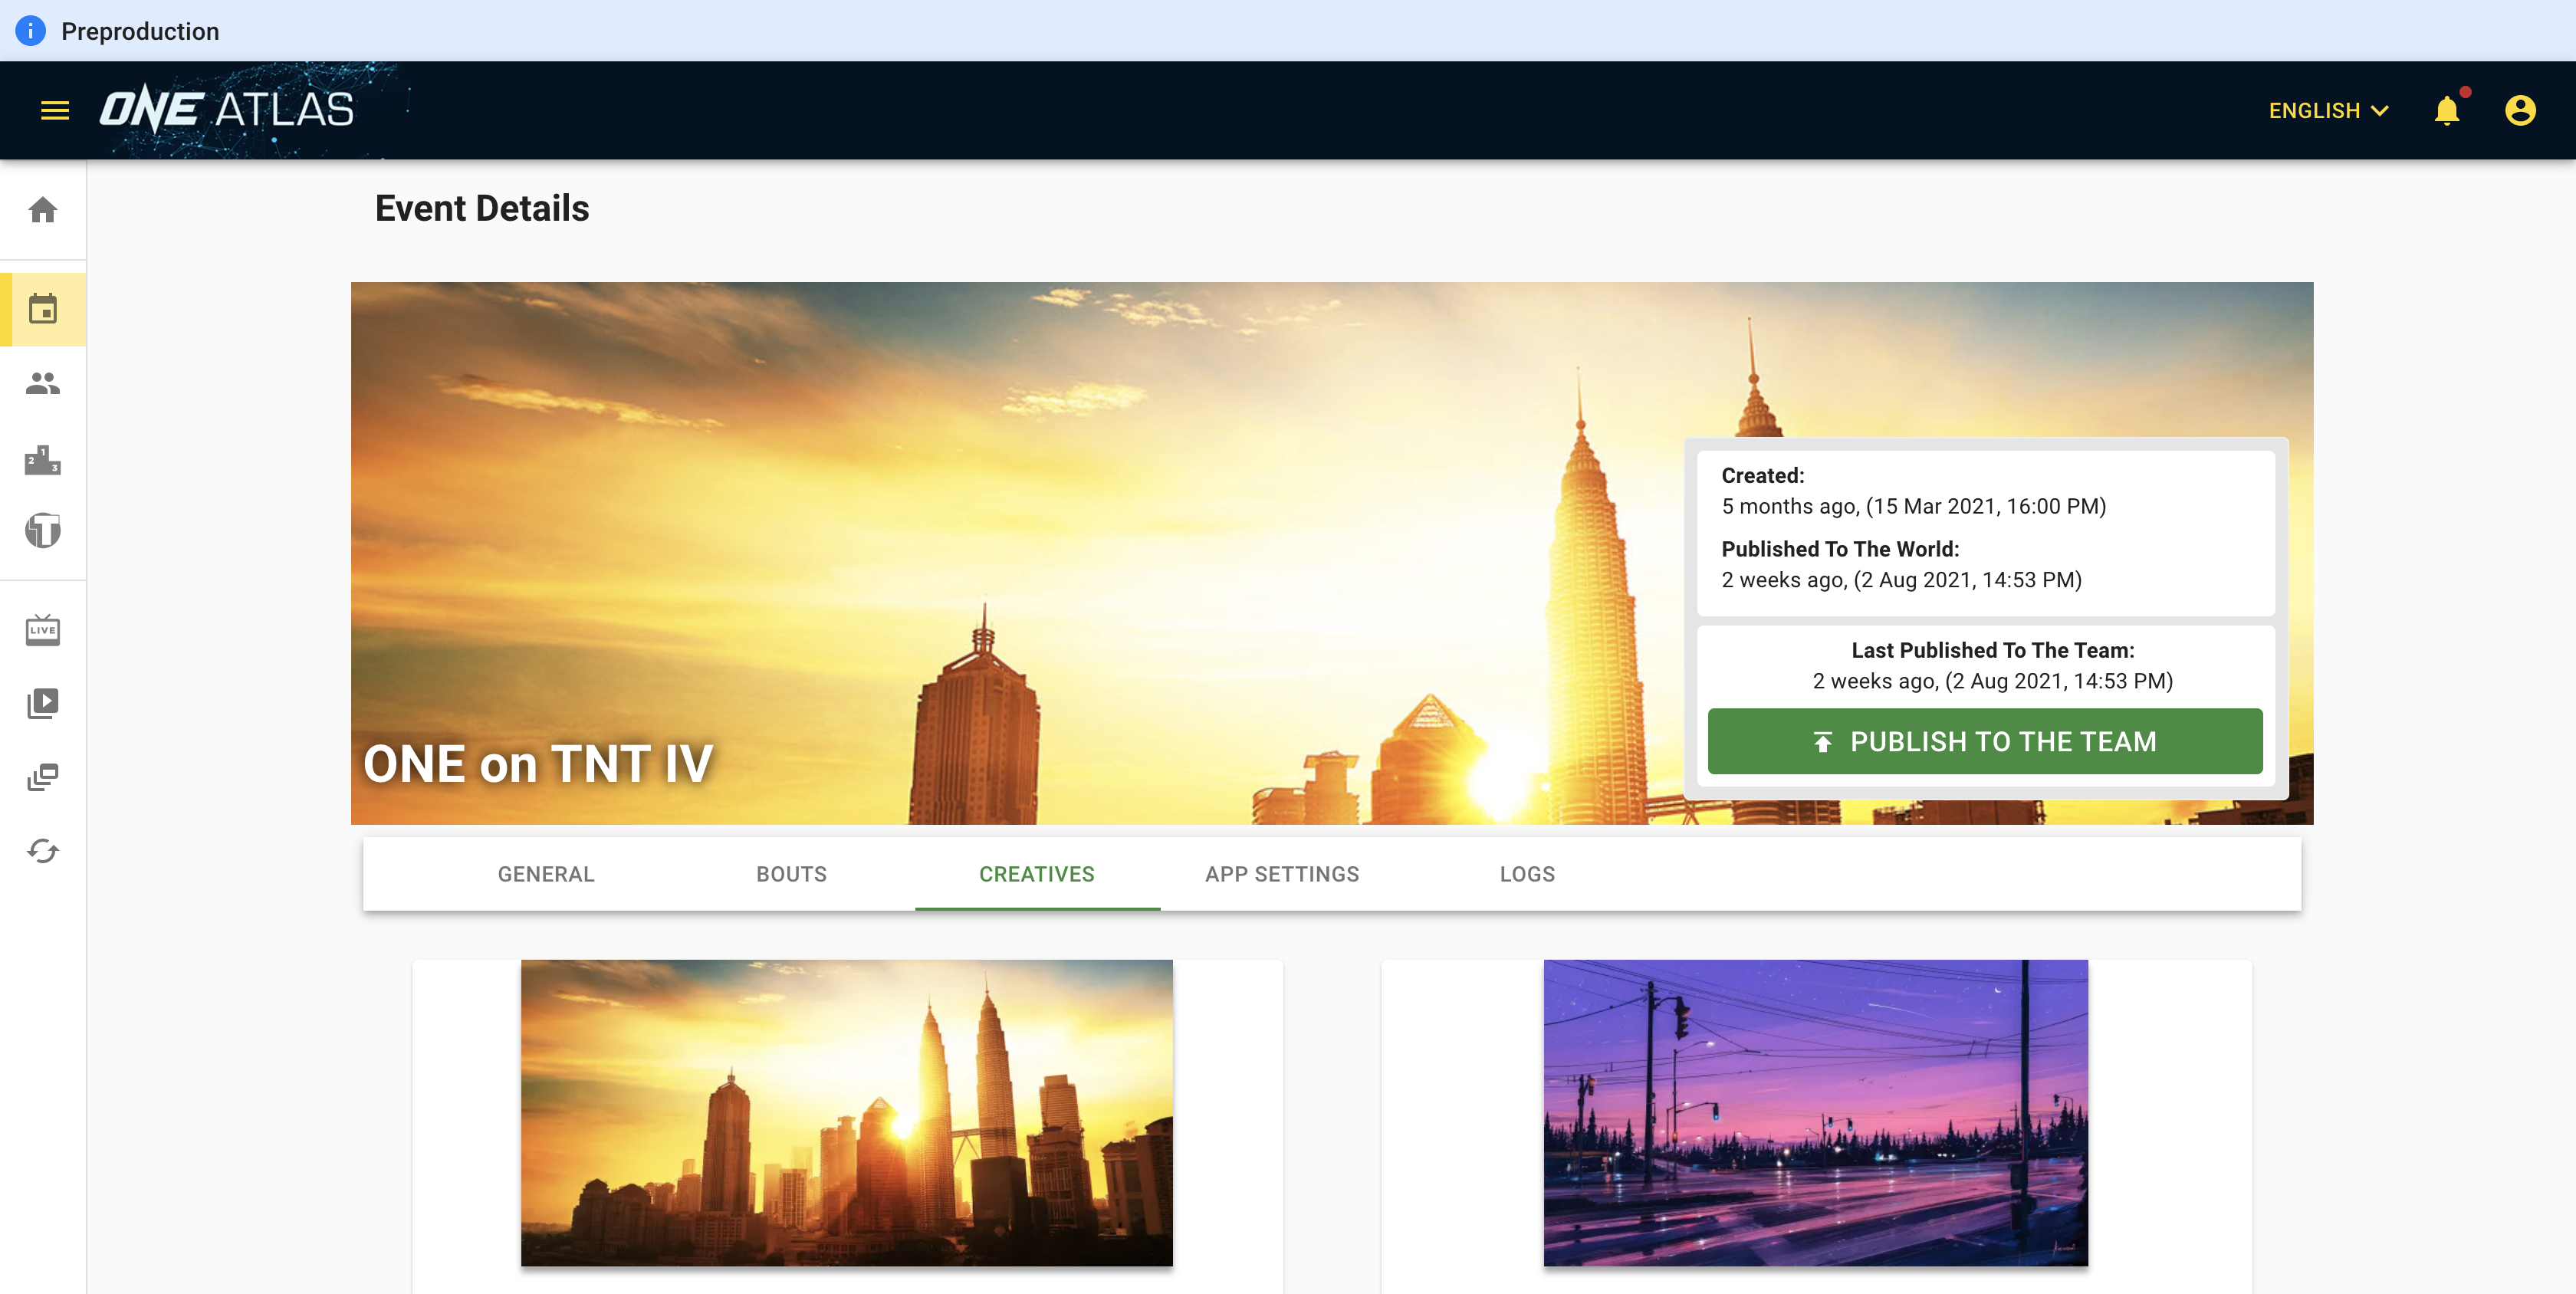 Preproduction
ONE ATLAS
ENGLISH
Event Details
Created:
5 months ago, (15 Mar 2021, 16:00 PM)
Published To The World:
2 weeks ago, (2 Aug 2021, 14:53 PM)
Last Published To The Team:
2 weeks ago, (2 Aug 2021, 14:53 PM)
PUBLISH TO THE TEAM
ONE on TNT IV
GENERAL
BOUTS
CREATIVES
APP SETTINGS
LOGS
2 1 3
T
LIVE